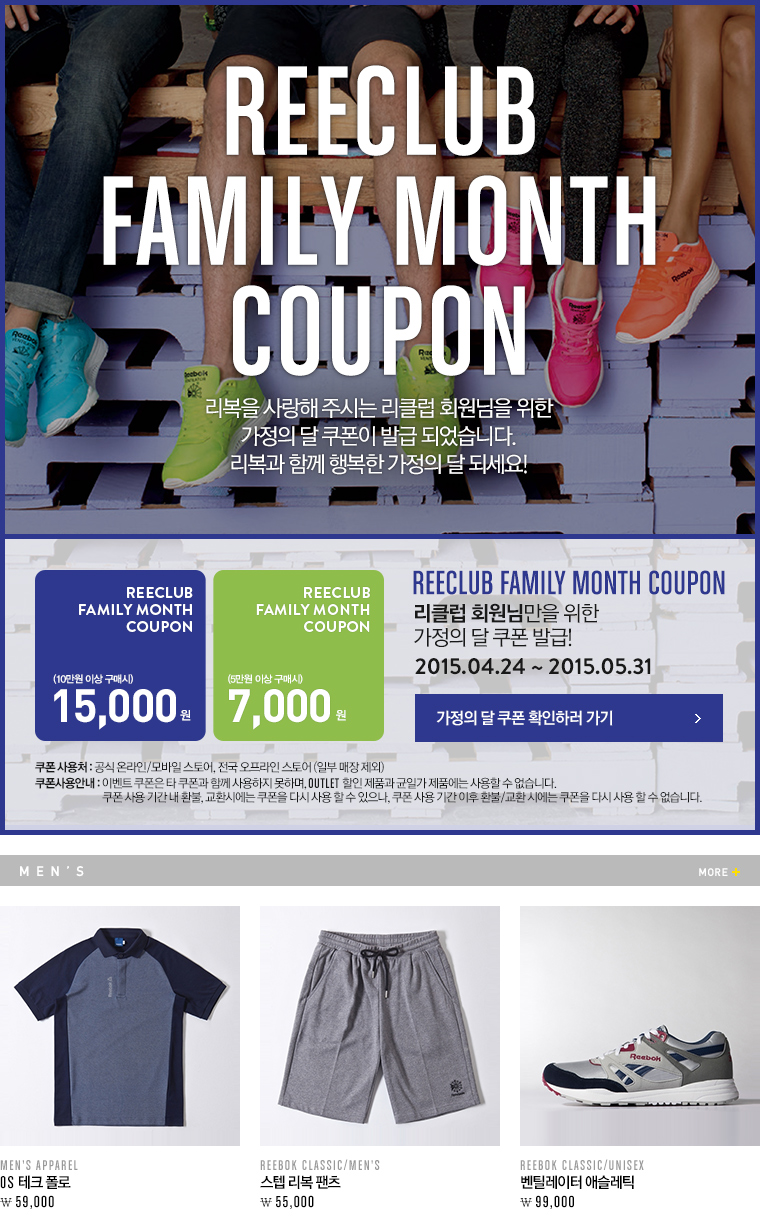 REECLUB
FAMILY MONTH
COUPON
리복을 사랑해 주시는 리클럽 회원님을 위한
가정의 달 쿠폰이 발급 되었습니다.
리복과 함께 행복한 가정의 달 되세요!
REECLUB
FAMILY MONTH
COUPON
(10만원 이상 구매시)
15,000 원
REECLUB
FAMILY MONTH
COUPON
(5만원 이상 구매시)
7,000 원
REECLUB FAMILY MONTH COUPON
리클럽 회원님만을 위한
가정의 달 쿠폰 발급!
2015.04.24 ~ 2015.05.31
가정의 달 쿠폰 확인하러 가기
쿠폰 사용처 : 공식 온라인/모바일 스토어, 전국 오프라인 스토어 (일부 매장 제외)
쿠폰사용안내 : 이벤트 쿠폰은 타 쿠폰과 함께 사용하지 못하며, OUTLET 할인 제품과 균일가 제품에는 사용할 수 없습니다.
쿠폰 사용 기간 내 환불, 교환시에는 쿠폰을 다시 사용 할 수 있으나, 쿠폰 사용 기간 이후 환불/교환 시에는 쿠폰을 다시 사용 할 수 없습니다.
MEN'S
MORE +
MEN'S APPAREL
OS 테크 폴로
₩ 59,000
REEBOK CLASSIC/MEN'S
스텝 리복 팬츠
₩ 55,000
Reebok
REEBOK CLASSIC/UNISEX
벤틸레이터 애슬레틱
₩ 99,000